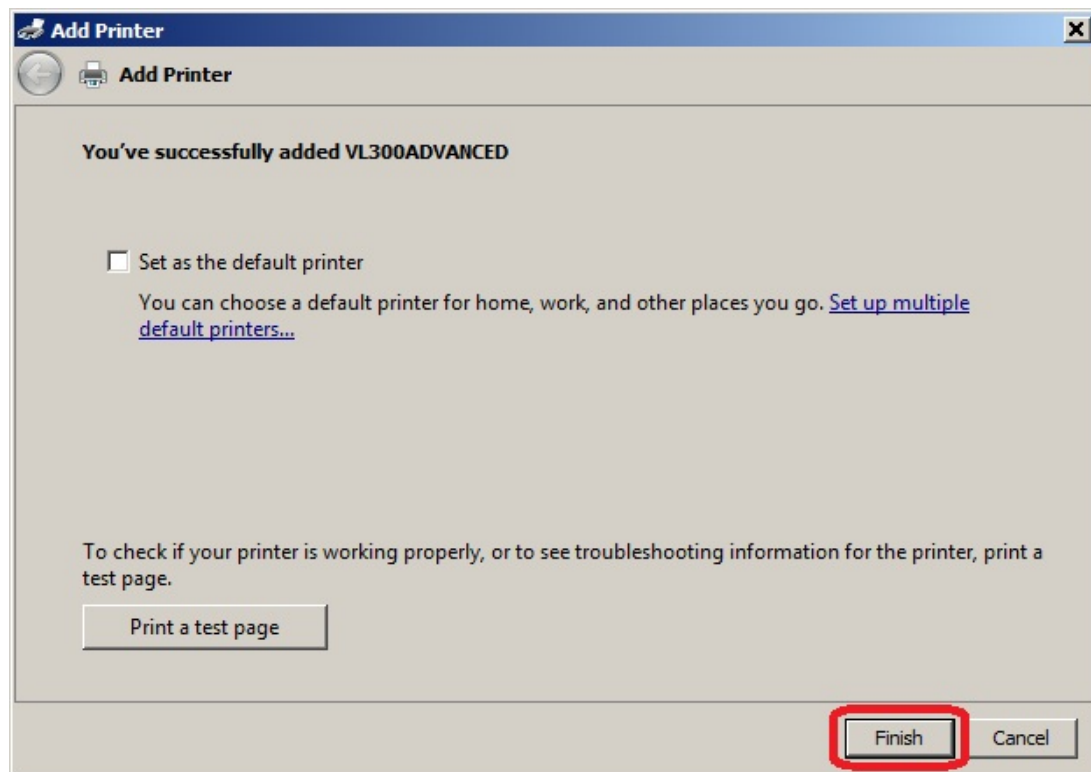 Add Printer
Add Printer
You've successfully added VL300ADVANCED
Set as the default printer
You can choose a default printer for home, work, and other places you go. Set up multiple
default printers...
To check if your printer is working properly, or to see troubleshooting information for the printer, print a
test page.
Print a test page
Finish
Cancel